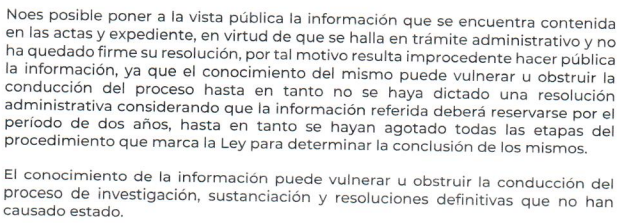 Noes posible poner a la vista pública la información que se encuentra contenida
en las actas y expediente, en virtud de que se halla en trámite administrativo y no
ha quedado firme su resolución, por tal motivo resulta improcedente hacer pública
la información, ya que el conocimiento del mismo puede vulnerar u obstruir la
conducción del proceso hasta en tanto no se haya dictado una resolución
administrativa considerando que la información referida deberá reservarse por el
período de dos años, hasta en tanto se hayan agotado todas las etapas del
procedimiento que marca la Ley para determinar la conclusión de los mismos.
El conocimiento de la información puede vulnerar u obstruir la conducción del
proceso de investigación, sustanciación y resoluciones definitivas que no han
causado estado.